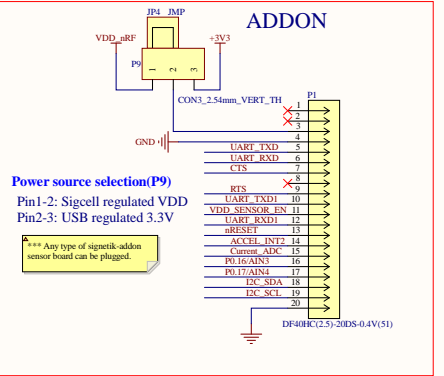 ADDON
JP4 JMP
VDD_nRF
+3V3
P9
1
2
3
CON3_2.54mm_VERT_TH
P1
1
2
3
GND
4
UART_TXD
5
UART_RXD
6
CTS
7
8
RTS
9
UART_TXD1
10
VDD_SENSOR_EN
11
UART_RXD1
12
nRESET
13
ACCEL_INT2
14
Current_ADC
15
P0.16/AIN3
16
P0.17/AIN4
17
I2C_SDA
18
I2C_SCL
19
20
DF40HC(2.5)-20DS-0.4V(51)
Power source selection(P9)
Pin1-2: Sigcell regulated VDD
Pin2-3: USB regulated 3.3V
*** Any type of signetik-addon
sensor board can be plugged.